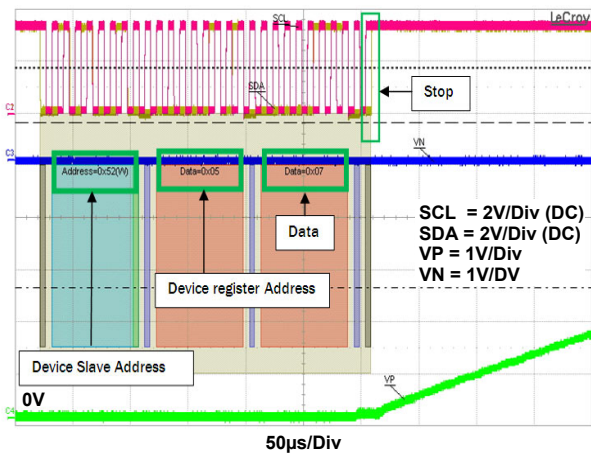 SCL
LeCroy
SDA
Stop
C2
C3
VN
Address=0x52(W)
Data=0x05
Data=0x07
Data
SCL = 2V/Div (DC)
SDA = 2V/Div (DC)
VP = 1V/Div
VN = 1V/DV
Device register Address
Device Slave Address
0V
VP
C4
50µs/Div